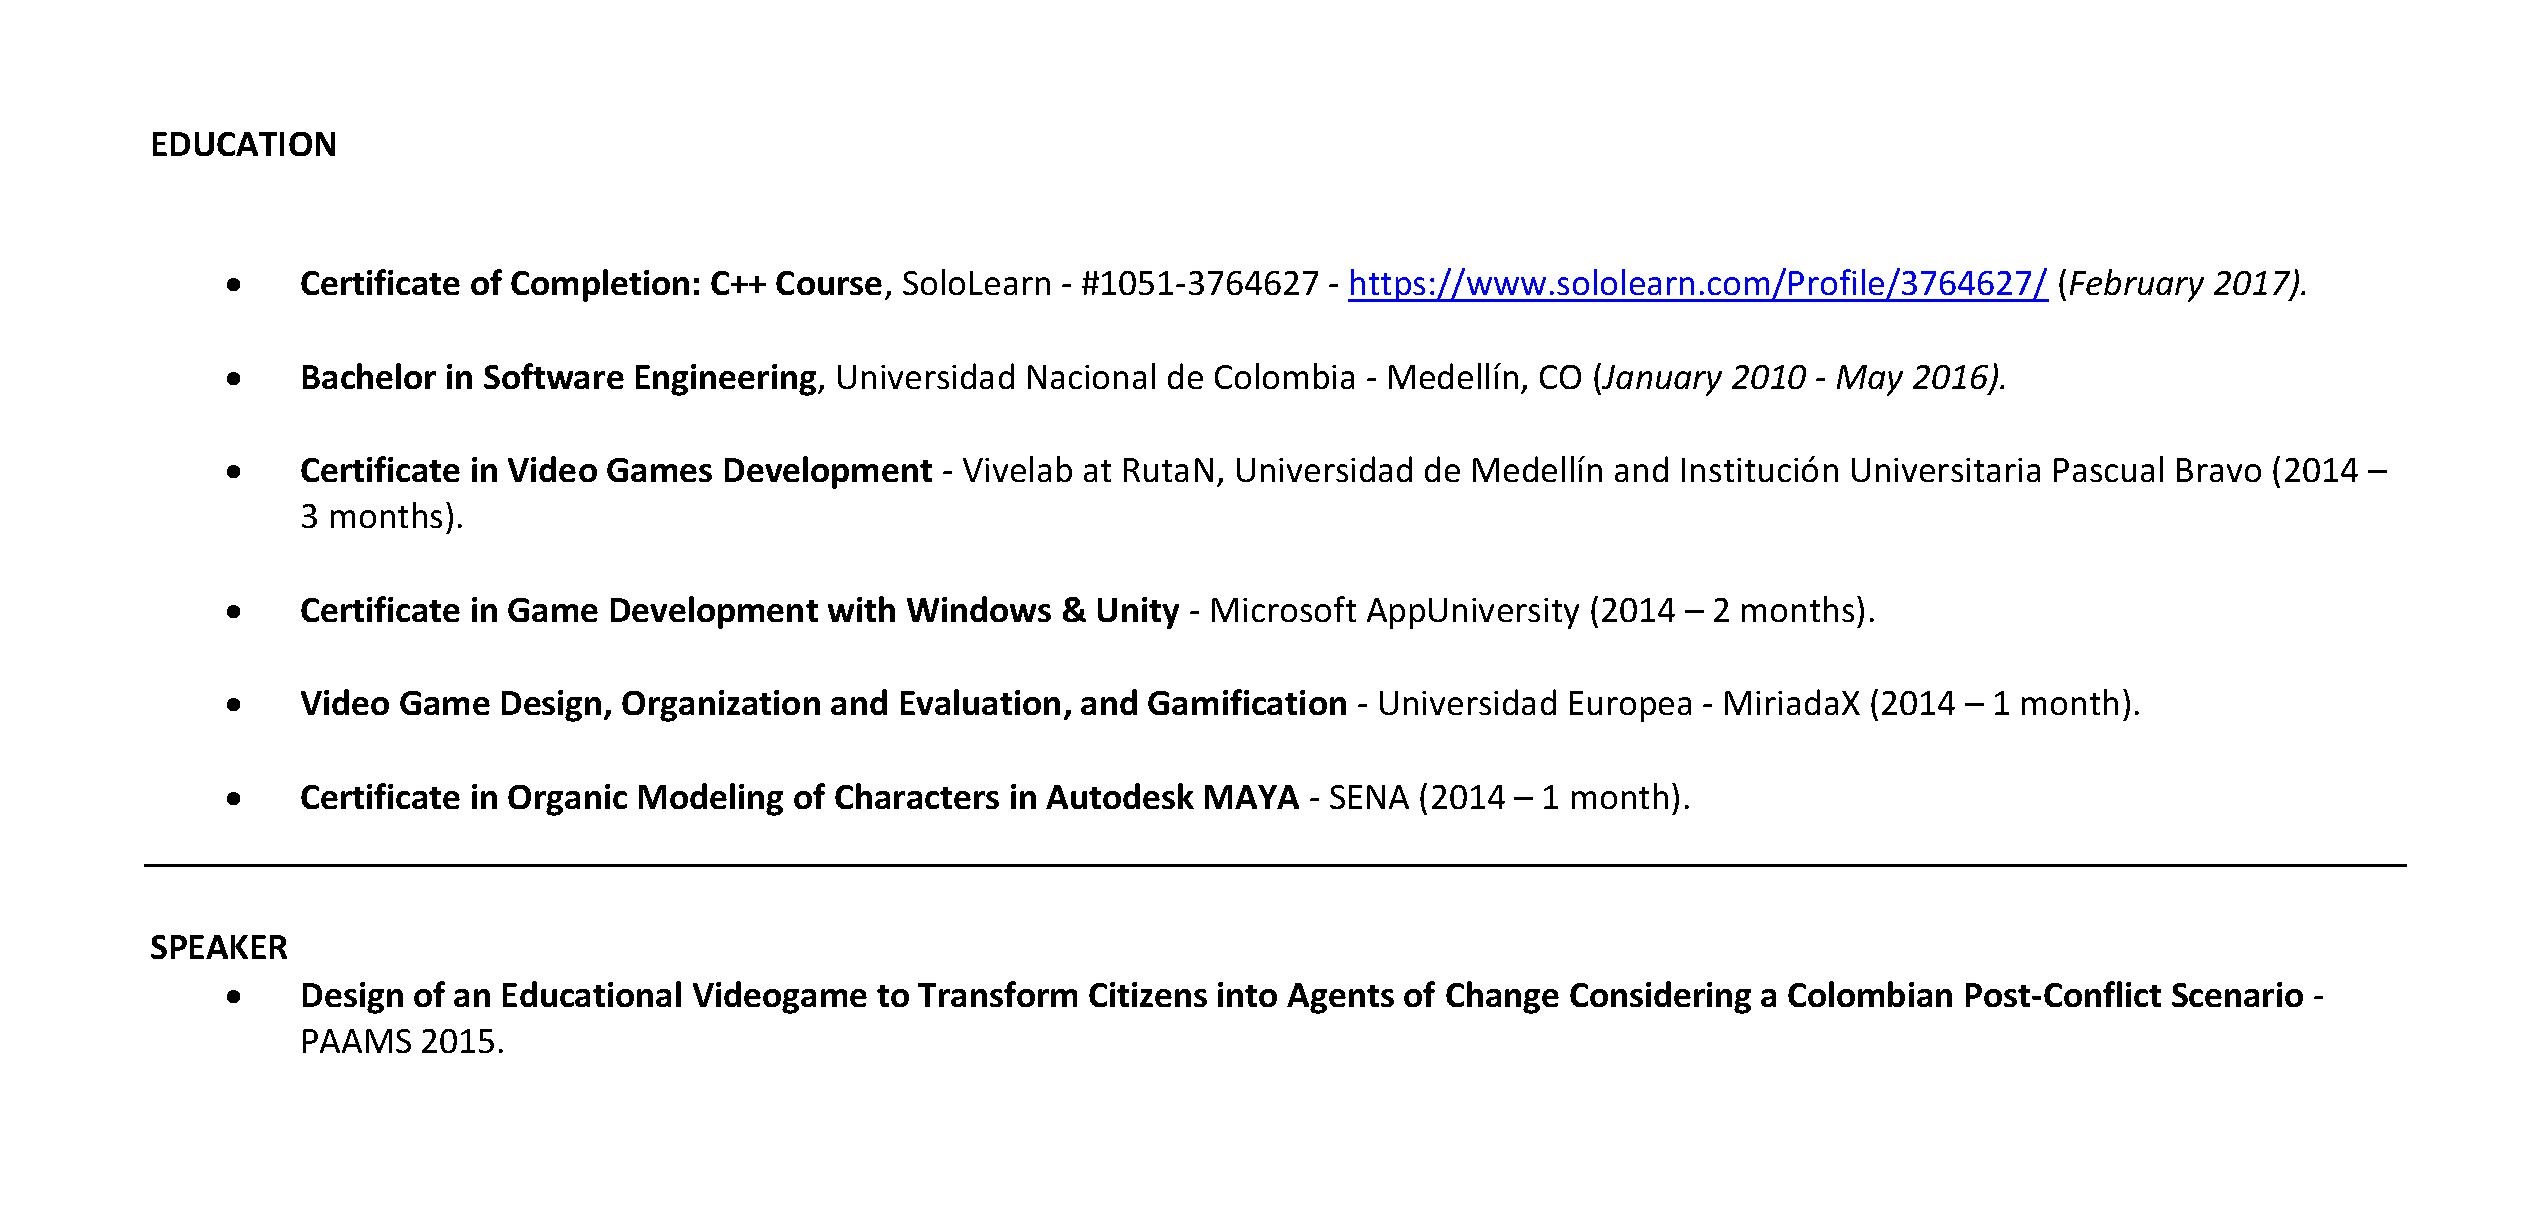 EDUCATION
• Certificate of Completion: C++ Course, SoloLearn - #1051-3764627 - https://www.sololearn.com/Profile/3764627/ (February 2017).
• Bachelor in Software Engineering, Universidad Nacional de Colombia - Medellín, CO (January 2010 - May 2016).
• Certificate in Video Games Development - Vivelab at RutaN, Universidad de Medellín and Institución Universitaria Pascual Bravo (2014 –
3 months).
• Certificate in Game Development with Windows & Unity - Microsoft AppUniversity (2014 – 2 months).
• Video Game Design, Organization and Evaluation, and Gamification - Universidad Europea - MiriadaX (2014 – 1 month).
• Certificate in Organic Modeling of Characters in Autodesk MAYA - SENA (2014 – 1 month).
SPEAKER
• Design of an Educational Videogame to Transform Citizens into Agents of Change Considering a Colombian Post-Conflict Scenario -
PAAMS 2015.